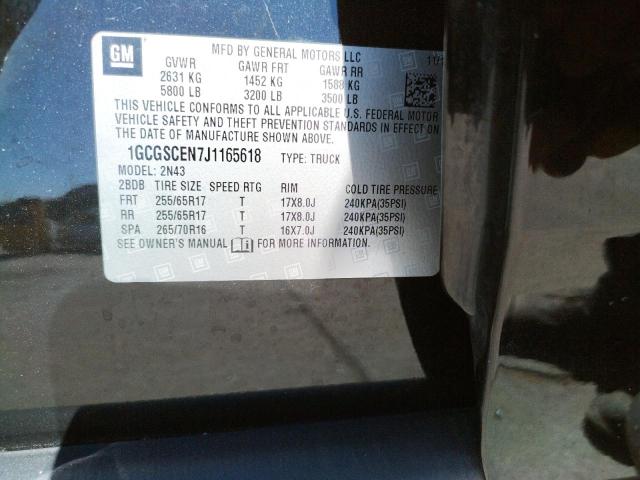 GM
MFD BY GENERAL MOTORS LLC
GVWR GAWR FRT GAWR RR
2631 KG 1452 KG 1588 KG
5800 LB 3200 LB 3500 LB
THIS VEHICLE CONFORMS TO ALL APPLICABLE U.S. FEDERAL MOTOR
VEHICLE SAFETY AND THEFT PREVENTION STANDARDS IN EFFECT ON
THE DATE OF MANUFACTURE SHOWN ABOVE.
1GCGSCEN7J1165618 TYPE: TRUCK
MODEL: 2N43
2BDB TIRE SIZE SPEED RTG RIM COLD TIRE PRESSURE
FRT 255/65R17 T 17X8.0J 240KPA(35PSI)
RR 255/65R17 T 17X8.0J 240KPA(35PSI)
SPA 265/70R16 T 16X7.0J 240KPA(35PSI)
SEE OWNER'S MANUAL FOR MORE INFORMATION.